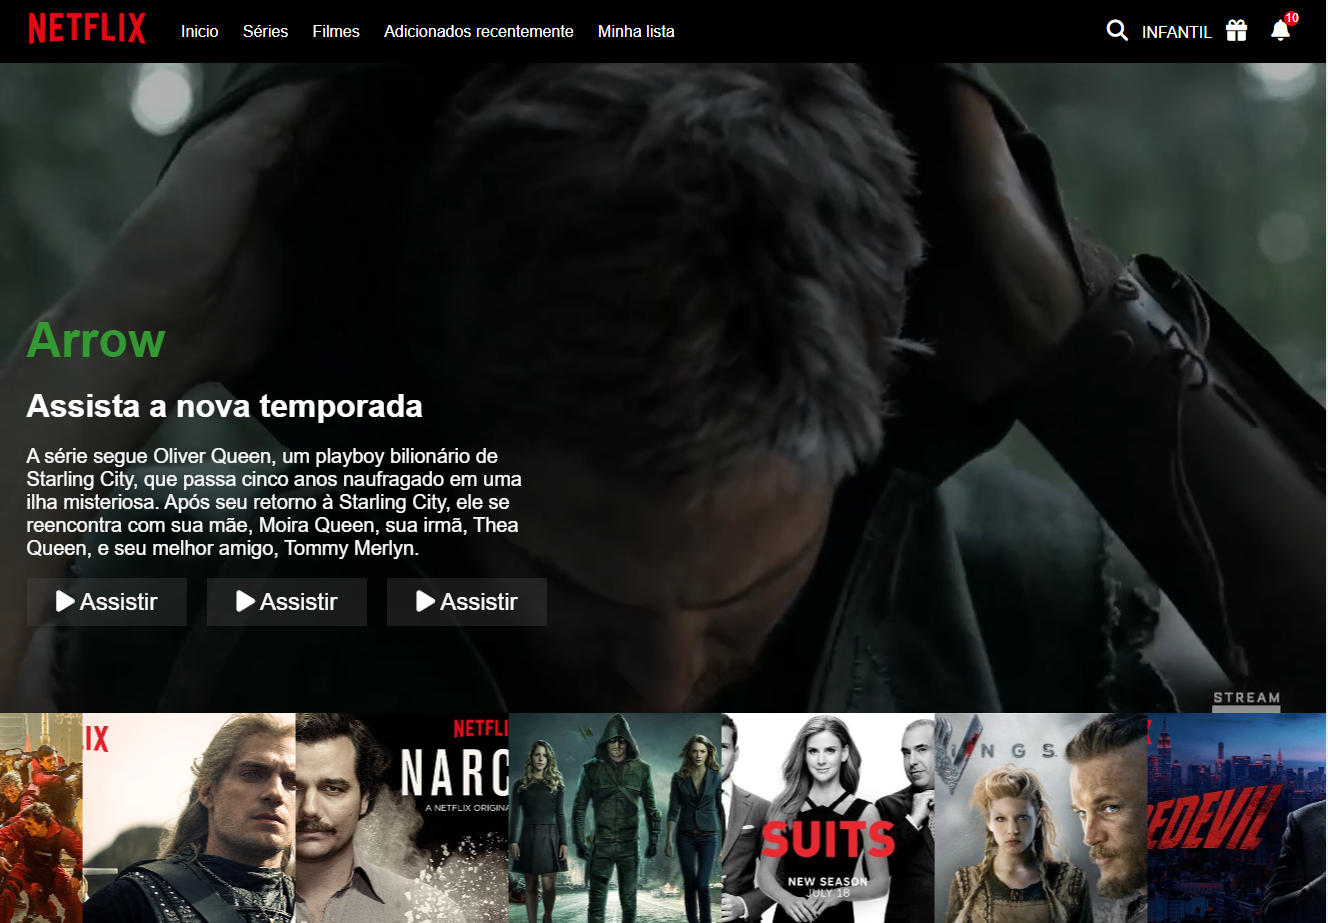 NETFLIX
Inicio Séries Filmes Adicionados recentemente Minha lista
INFANTIL
10
Arrow
Assista a nova temporada
A série segue Oliver Queen, um playboy bilionário de
Starling City, que passa cinco anos naufragado em uma
ilha misteriosa. Após seu retorno à Starling City, ele se
reencontra com sua mãe, Moira Queen, sua irmã, Thea
Queen, e seu melhor amigo, Tommy Merlyn.
Assistir Assistir Assistir
STREAM
LIX
NETFLI
NARC
A NETFLIX ORIGINA
SUITS
NEW SEASON
JULY 18
VINGS
EDEVIL